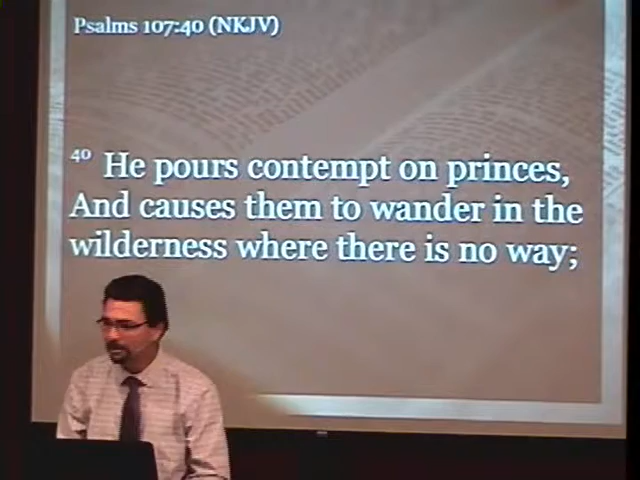 Psalms 107:40 (NKJV)
40 He pours contempt on princes,
And causes them to wander in the
wilderness where there is no way;